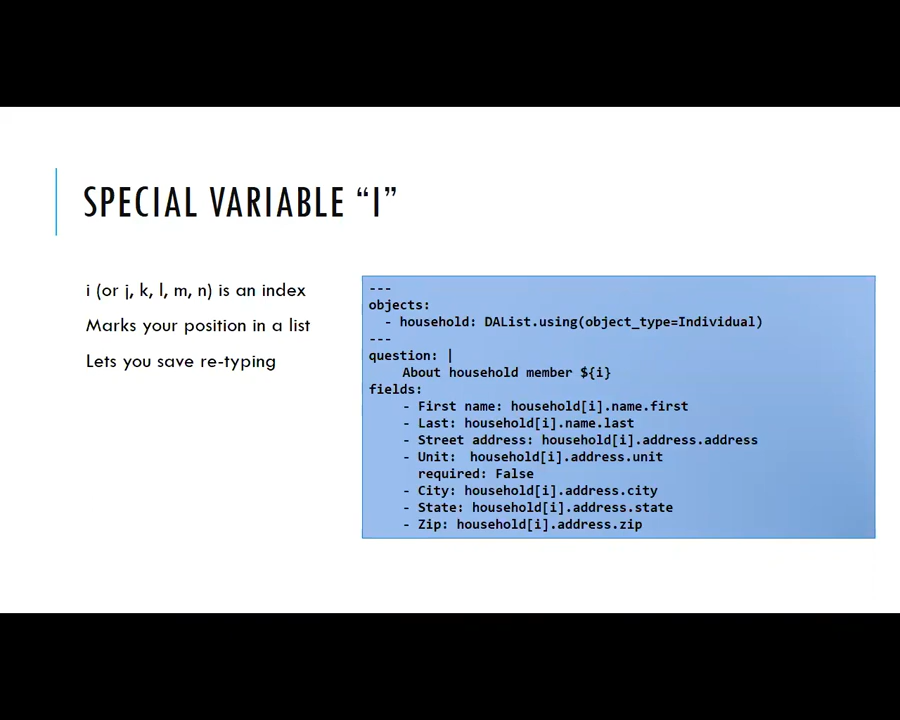 SPECIAL VARIABLE “I”
i (or j, k, l, m, n) is an index
Marks your position in a list
Lets you save re-typing
---
objects:
  - household: DAList.using(object_type=Individual)
---
question: |
    About household member ${i}
fields:
    - First name: household[i].name.first
    - Last: household[i].name.last
    - Street address: household[i].address.address
    - Unit:  household[i].address.unit
      required: False
    - City: household[i].address.city
    - State: household[i].address.state
    - Zip: household[i].address.zip